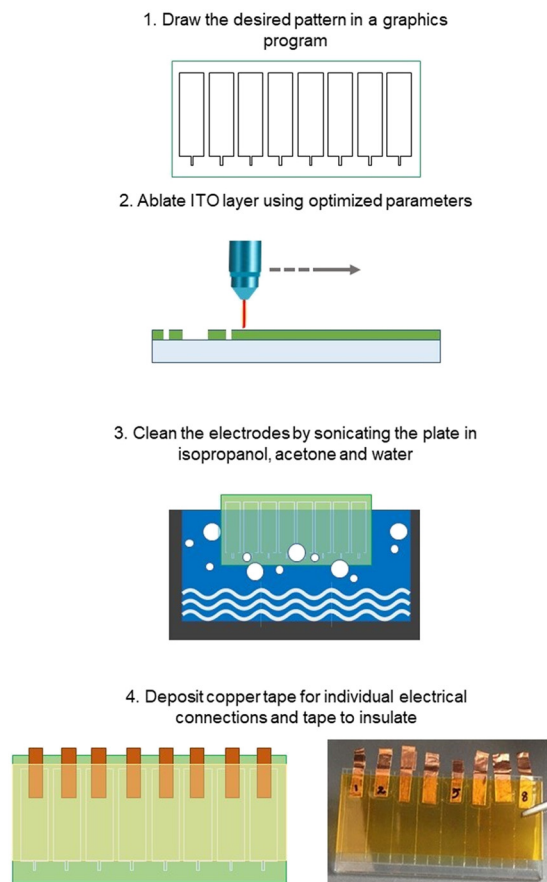 1. Draw the desired pattern in a graphics
program
2. Ablate ITO layer using optimized parameters
3. Clean the electrodes by sonicating the plate in
isopropanol, acetone and water
4. Deposit copper tape for individual electrical
connections and tape to insulate
1 2 5 8